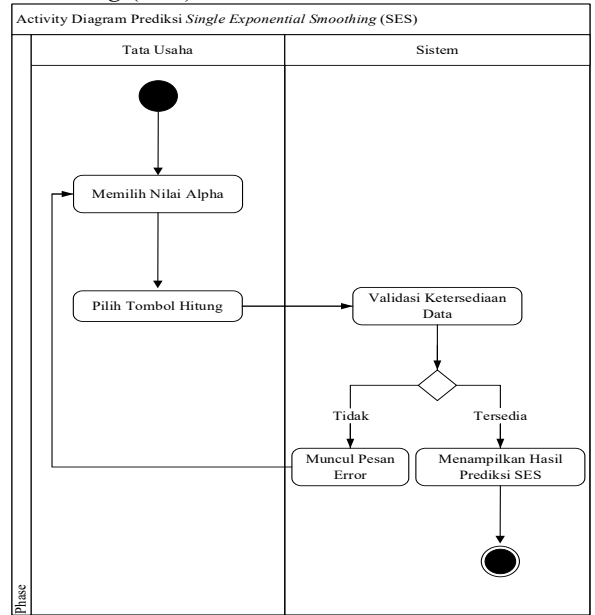 Activity Diagram Prediksi Single Exponential Smoothing (SES)
Tata Usaha
Sistem
Memilih Nilai Alpha
Pilih Tombol Hitung
Validasi Ketersediaan
Data
Tidak
Tersedia
Muncul Pesan
Error
Menampilkan Hasil
Prediksi SES
Phase